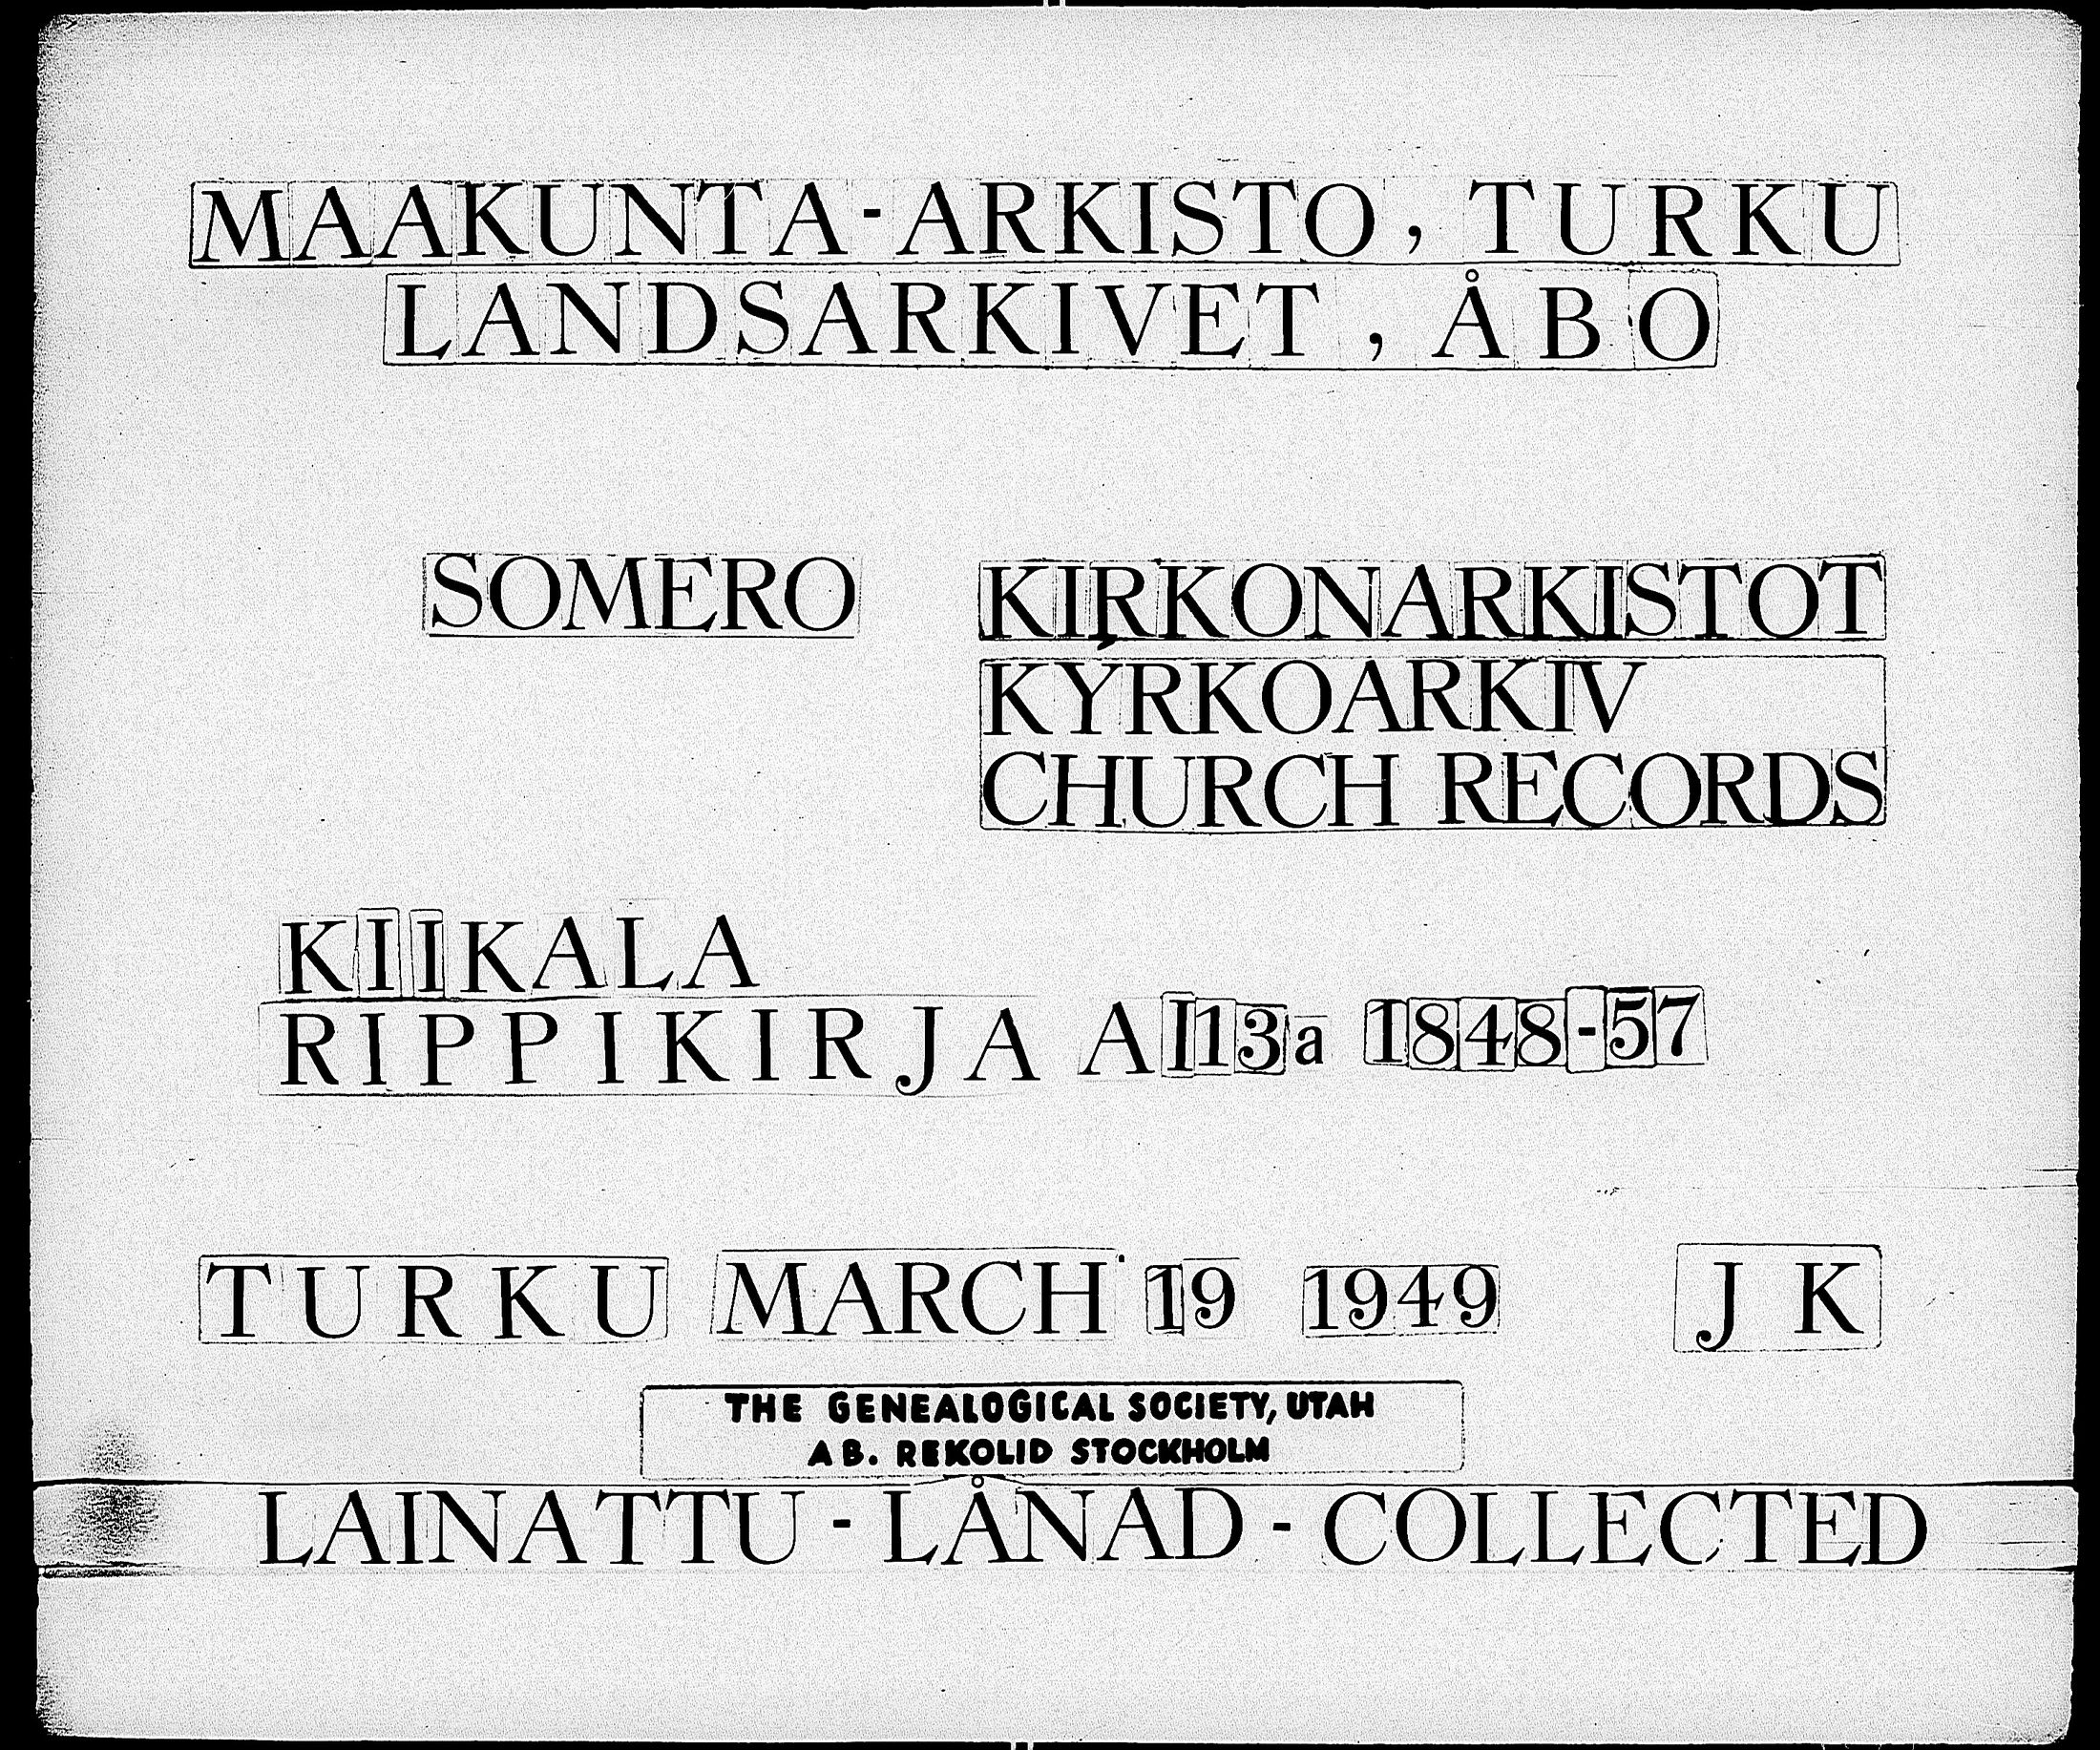 MAAKUNTA-ARKISTO, TURKU
LANDSARKIVET, ÅBO
SOMERO
KIRKONARKISTOT
KYRKOARKIV
CHURCH RECORDS
KIIKALA
RIPPIKIRJA AI13a 1848-57
TURKU MARCH 19 1949 JK
THE GENEALOGICAL SOCIETY, UTAH
AB. REKOLID STOCKHOLM
LAINATTU - LÅNAD - COLLECTED